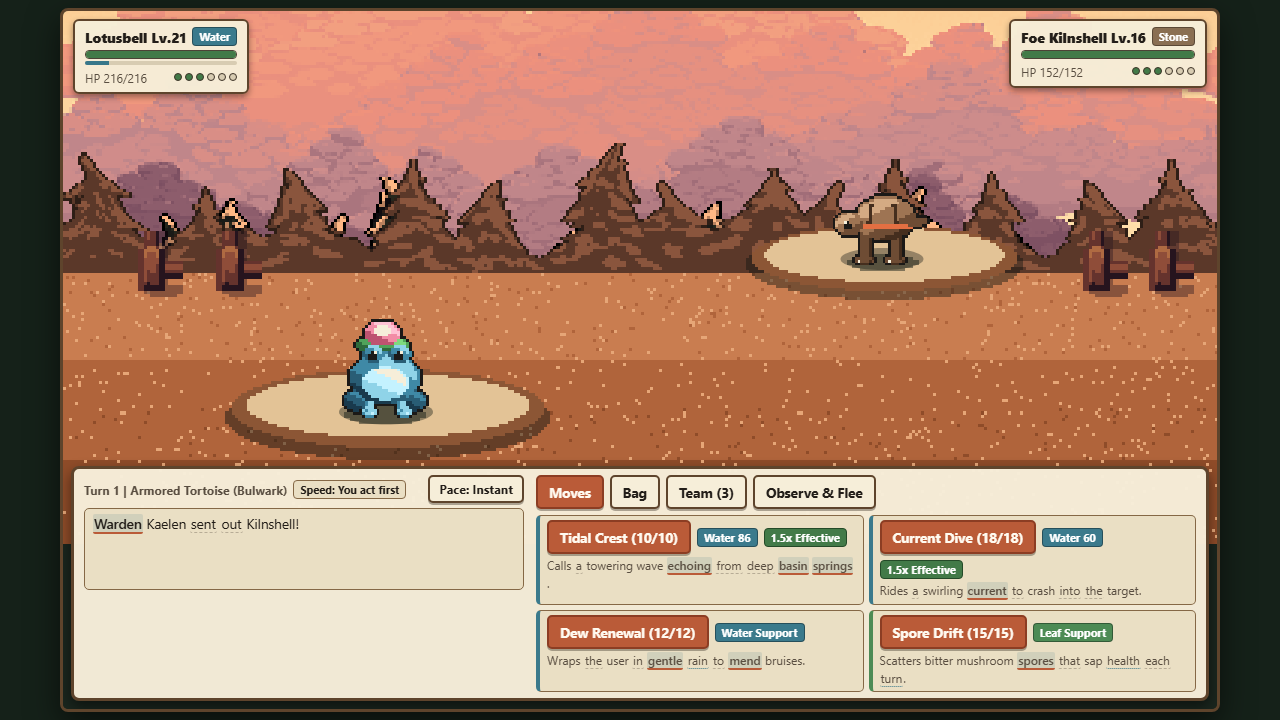 Lotusbell Lv.21 Water
HP 216/216
Foe Kilnshell Lv.16 Stone
HP 152/152
Turn 1 | Armored Tortoise (Bulwark) Speed: You act first Pace: Instant
Warden Kaelen sent out Kilnshell!
Moves Bag Team (3) Observe & Flee
Tidal Crest (10/10) Water 86 1.5x Effective
Calls a towering wave echoing from deep basin springs
.
Current Dive (18/18) Water 60
1.5x Effective
Rides a swirling current to crash into the target.
Dew Renewal (12/12) Water Support
Wraps the user in gentle rain to mend bruises.
Spore Drift (15/15) Leaf Support
Scatters bitter mushroom spores that sap health each
turn.